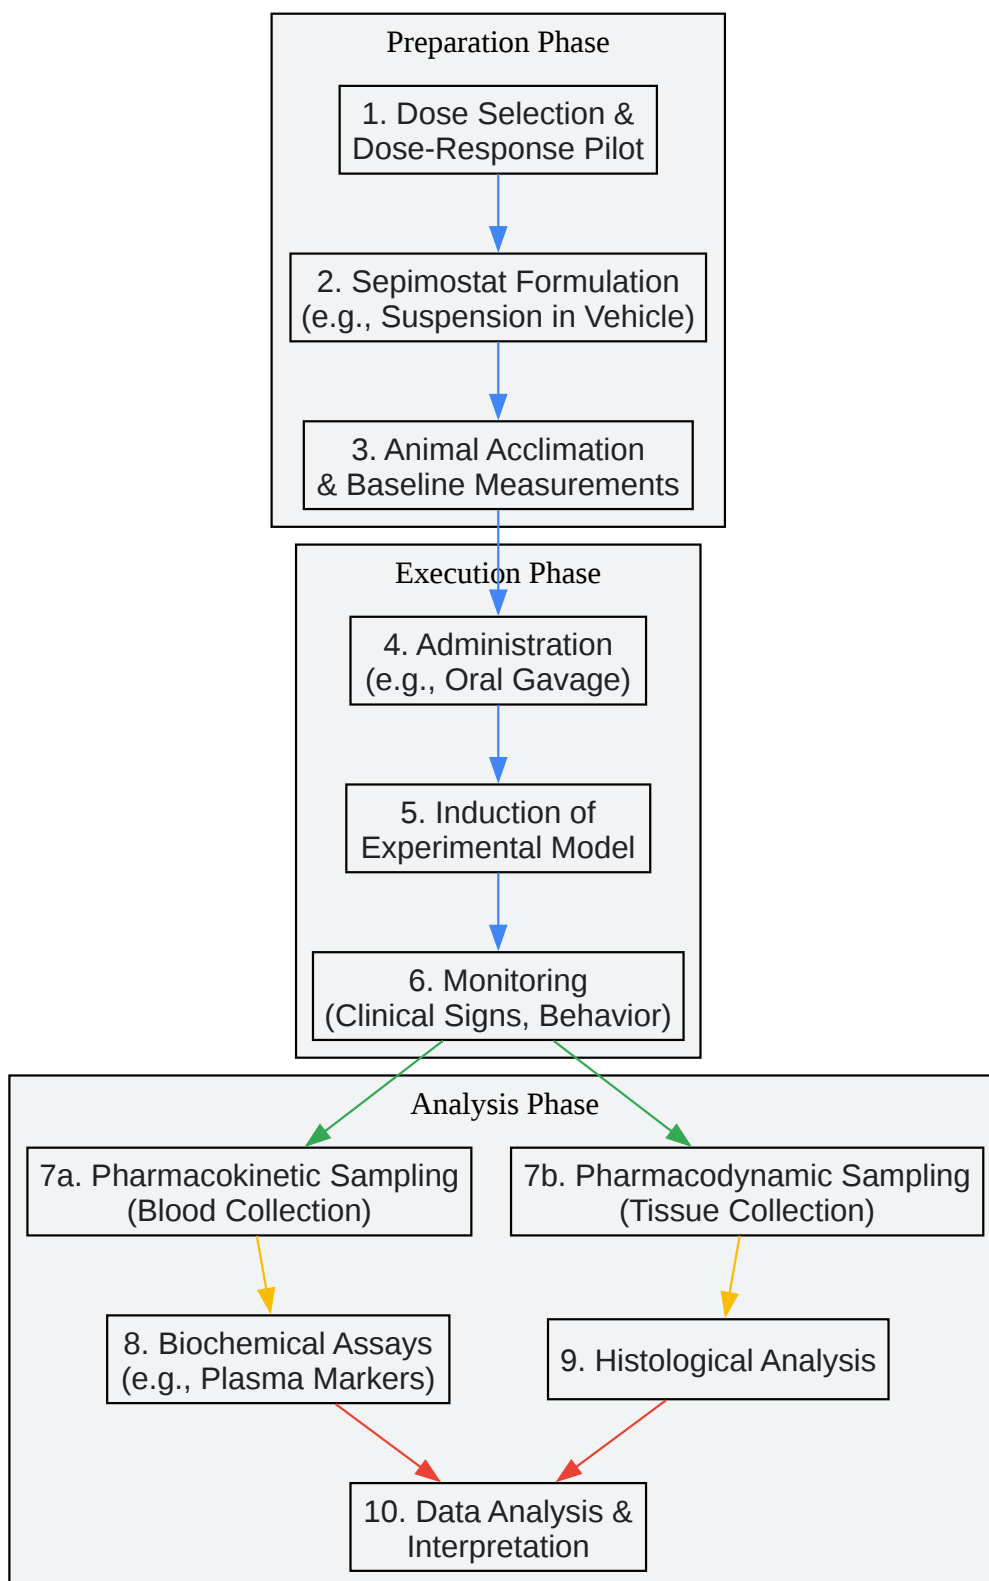 Preparation Phase
1. Dose Selection &
Dose-Response Pilot
2. Sepimostat Formulation
(e.g., Suspension in Vehicle)
3. Animal Acclimation
& Baseline Measurements
Execution Phase
4. Administration
(e.g., Oral Gavage)
5. Induction of
Experimental Model
6. Monitoring
(Clinical Signs, Behavior)
Analysis Phase
7a. Pharmacokinetic Sampling
(Blood Collection)
7b. Pharmacodynamic Sampling
(Tissue Collection)
8. Biochemical Assays
(e.g., Plasma Markers)
9. Histological Analysis
10. Data Analysis &
Interpretation